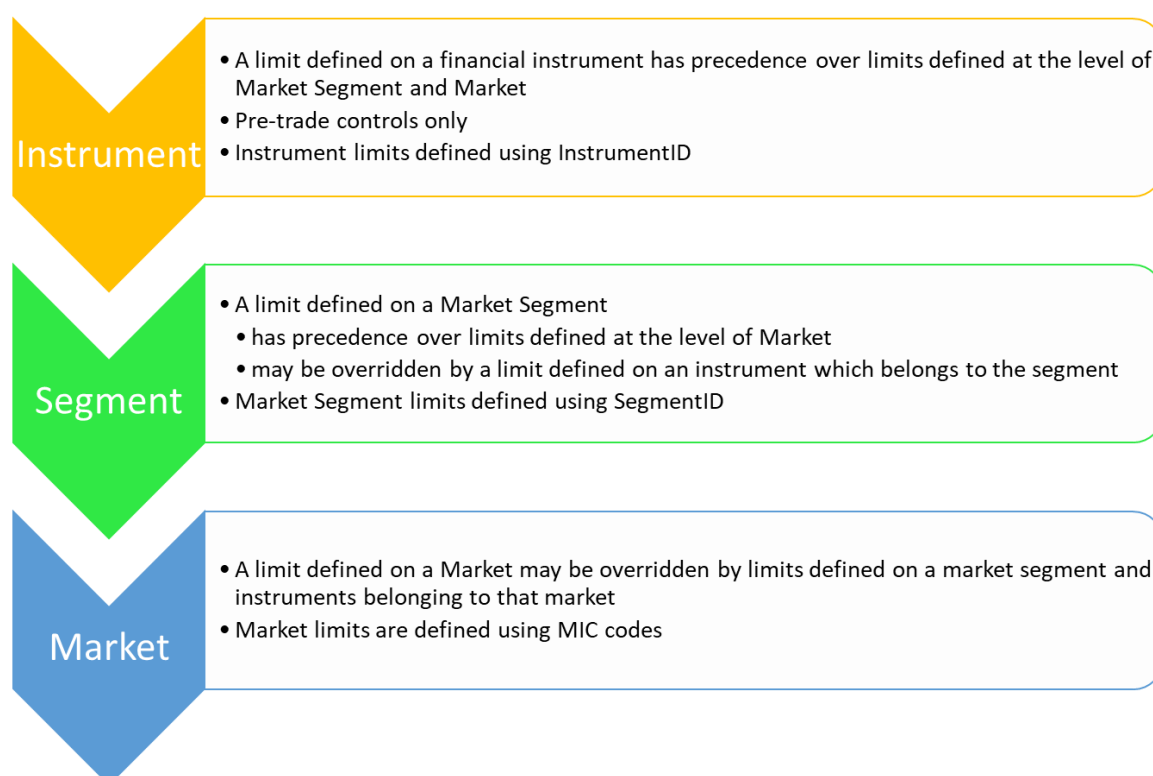 Instrument
• A limit defined on a financial instrument has precedence over limits defined at the level of
Market Segment and Market
• Pre-trade controls only
• Instrument limits defined using InstrumentID
Segment
• A limit defined on a Market Segment
• has precedence over limits defined at the level of Market
• may be overridden by a limit defined on an instrument which belongs to the segment
• Market Segment limits defined using SegmentID
Market
• A limit defined on a Market may be overridden by limits defined on a market segment and
instruments belonging to that market
• Market limits are defined using MIC codes